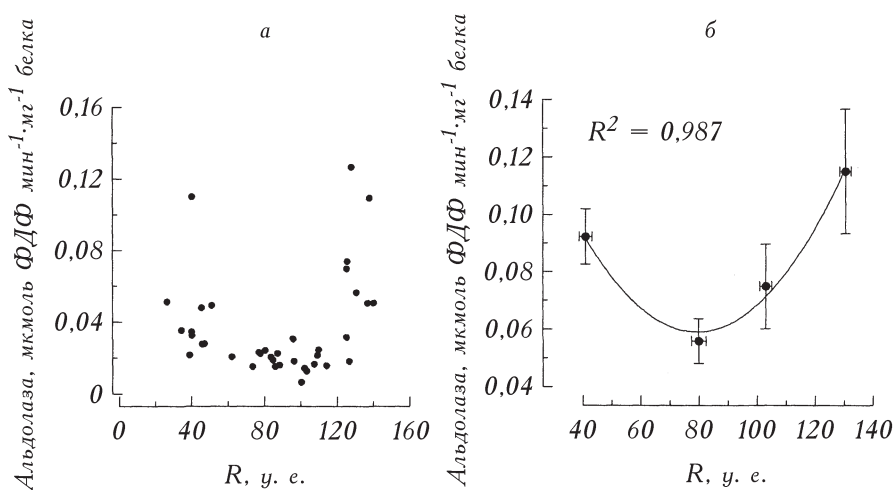 а
Альдолаза, мкмоль ФДФ мин⁻¹·мг⁻¹ белка
0,16
0,12
0,08
0,04
0
0 40 80 120 160
R, у. е.
б
Альдолаза, мкмоль ФДФ мин⁻¹·мг⁻¹ белка
R² = 0,987
0,14
0,12
0,10
0,08
0,06
0,04
40 60 80 100 120 140
R, у. е.